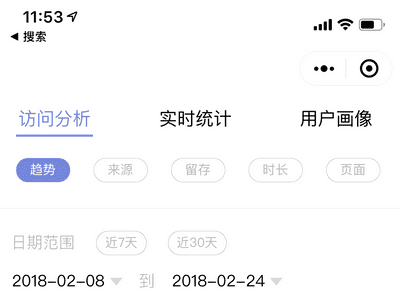 11:53
搜索
访问分析 实时统计 用户画像
趋势 来源 留存 时长 页面
日期范围 近7天 近30天
2018-02-08 到 2018-02-24